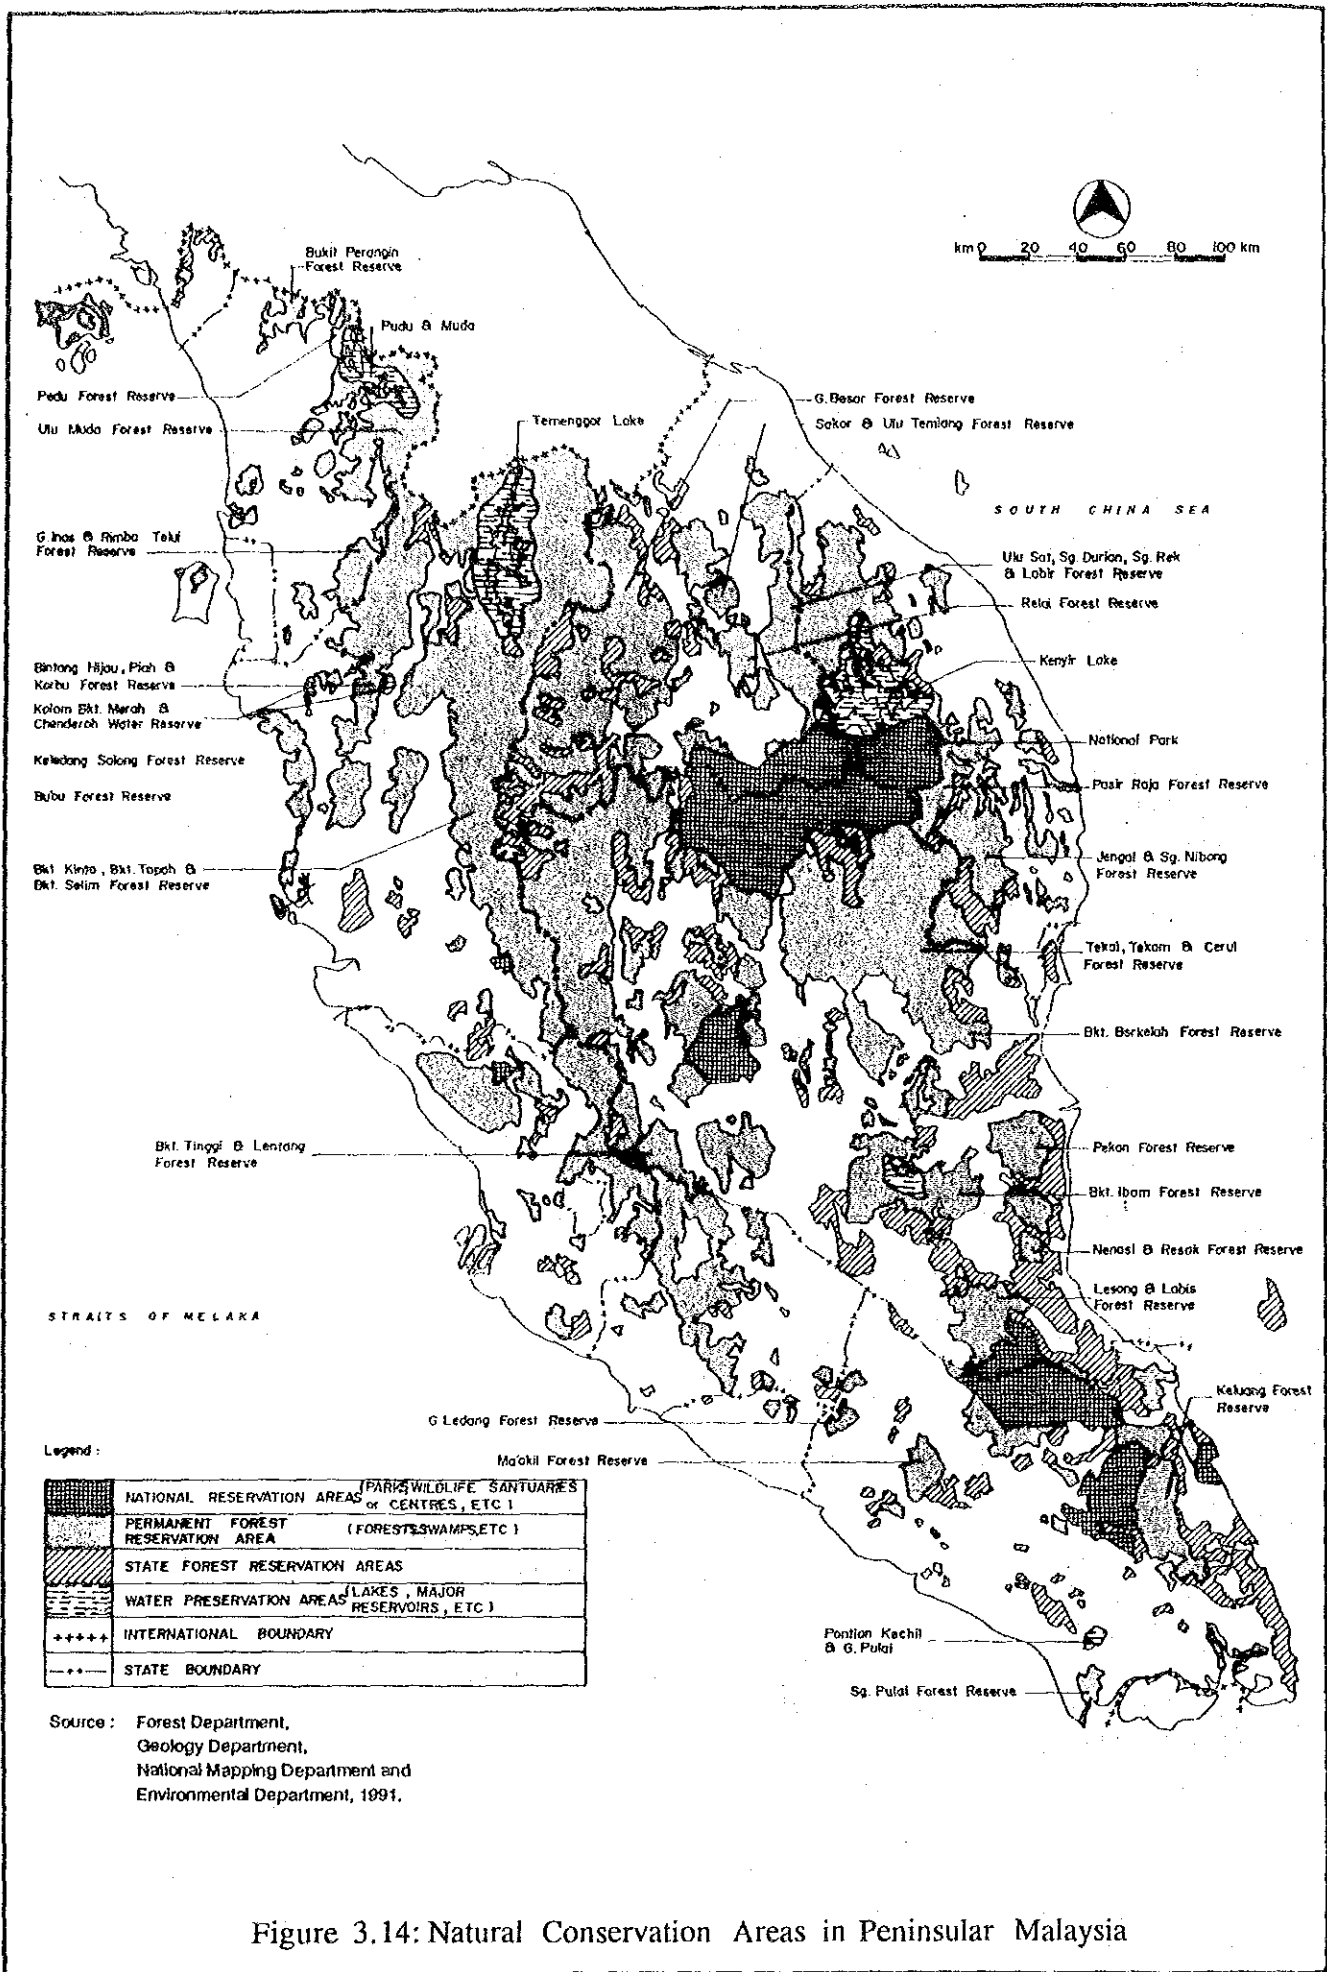 km 0 20 40 60 80 100 km
Bukit Perangin
Forest Reserve
Pudu & Muda
Pedu Forest Reserve
Ulu Muda Forest Reserve
Temenggor Lake
G. Besar Forest Reserve
Sokor & Ulu Temiang Forest Reserve
SOUTH CHINA SEA
G. Inas & Rimba Teluí
Forest Reserve
Ulu Sat, Sg. Durian, Sg. Rek
& Labir Forest Reserve
Relai Forest Reserve
Kenyir Lake
Bintang Hijau, Piah &
Korbu Forest Reserve
Kolam Bkt. Merah &
Chenderoh Water Reserve
National Park
Keledang Saiong Forest Reserve
Pasir Raja Forest Reserve
Bubu Forest Reserve
Jengai & Sg. Nibong
Forest Reserve
Bkt. Kinta, Bkt. Tapah &
Bkt. Selim Forest Reserve
Tekai, Tekam & Cerul
Forest Reserve
Bkt. Berkelah Forest Reserve
Bkt. Tinggi & Lentang
Forest Reserve
Pekan Forest Reserve
Bkt. Ibam Forest Reserve
Nenasi & Resak Forest Reserve
Lesong & Labis
Forest Reserve
STRAITS OF MELAKA
Keluang Forest
Reserve
G. Ledang Forest Reserve
Ma'okil Forest Reserve
Legend :
NATIONAL RESERVATION AREAS (PARKS, WILDLIFE SANTUARIES
or CENTRES, ETC )
PERMANENT FOREST
RESERVATION AREA (FORESTS, SWAMPS, ETC )
STATE FOREST RESERVATION AREAS
WATER PRESERVATION AREAS (LAKES, MAJOR
RESERVOIRS, ETC )
INTERNATIONAL BOUNDARY
STATE BOUNDARY
Pontian Kechil
& G. Pulai
Sg. Pulai Forest Reserve
Source : Forest Department,
Geology Department,
National Mapping Department and
Environmental Department, 1991.
Figure 3.14: Natural Conservation Areas in Peninsular Malaysia